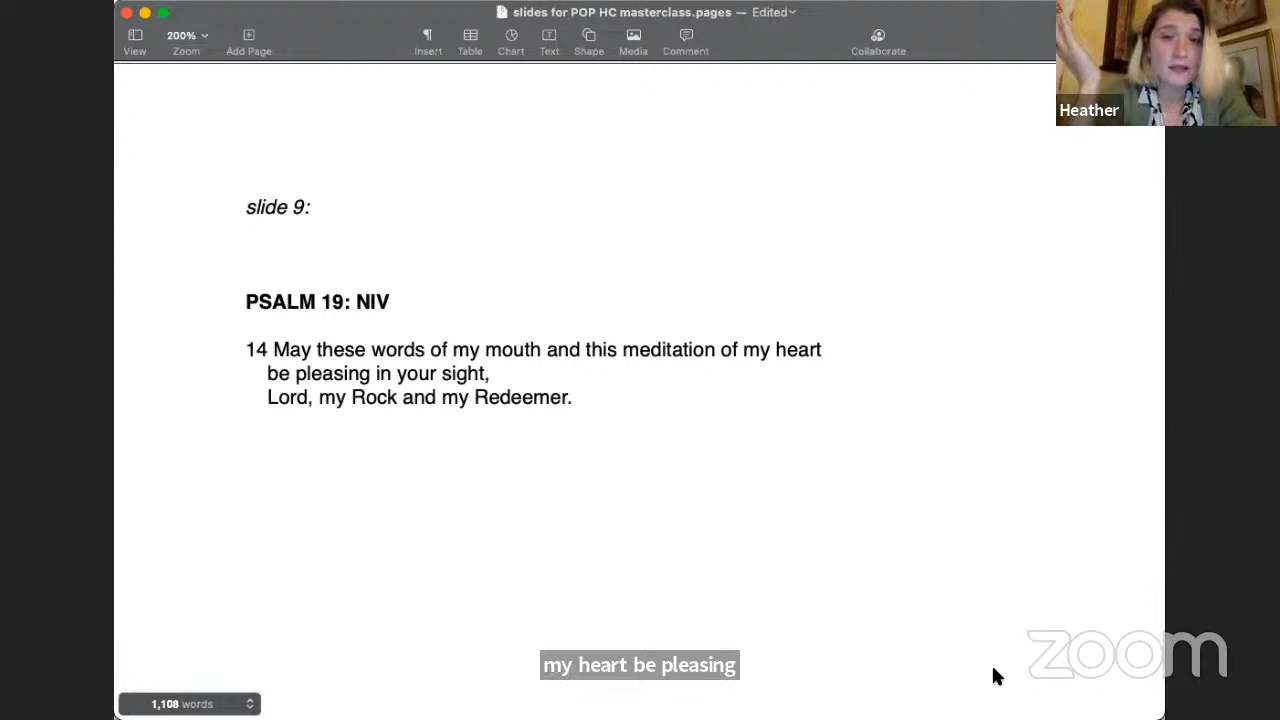 slides for POP HC masterclass.pages — Edited
200%
View Zoom Add Page Insert Table Chart Text Shape Media Comment Collaborate
Heather
slide 9:
PSALM 19: NIV
14 May these words of my mouth and this meditation of my heart
be pleasing in your sight,
Lord, my Rock and my Redeemer.
my heart be pleasing
zoom
1,108 words